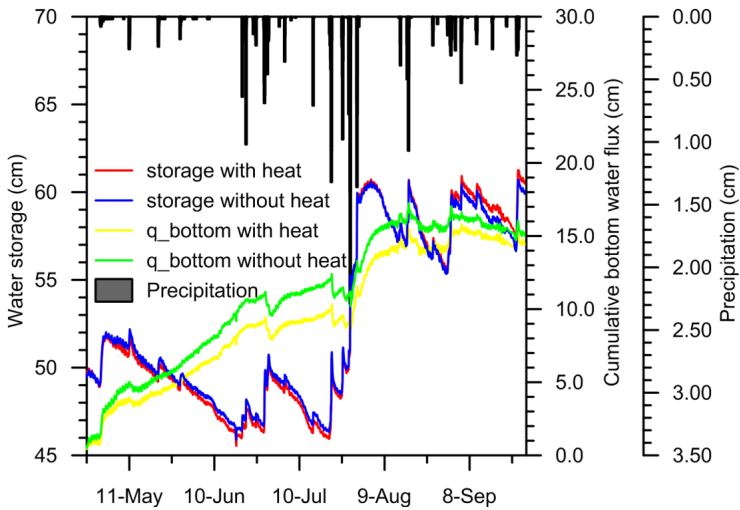 70
65
60
55
50
45
Water storage (cm)
storage with heat
storage without heat
q_bottom with heat
q_bottom without heat
Precipitation
30.0
25.0
20.0
15.0
10.0
5.0
0.0
Cumulative bottom water flux (cm)
0.00
0.50
1.00
1.50
2.00
2.50
3.00
3.50
Precipitation (cm)
11-May 10-Jun 10-Jul 9-Aug 8-Sep